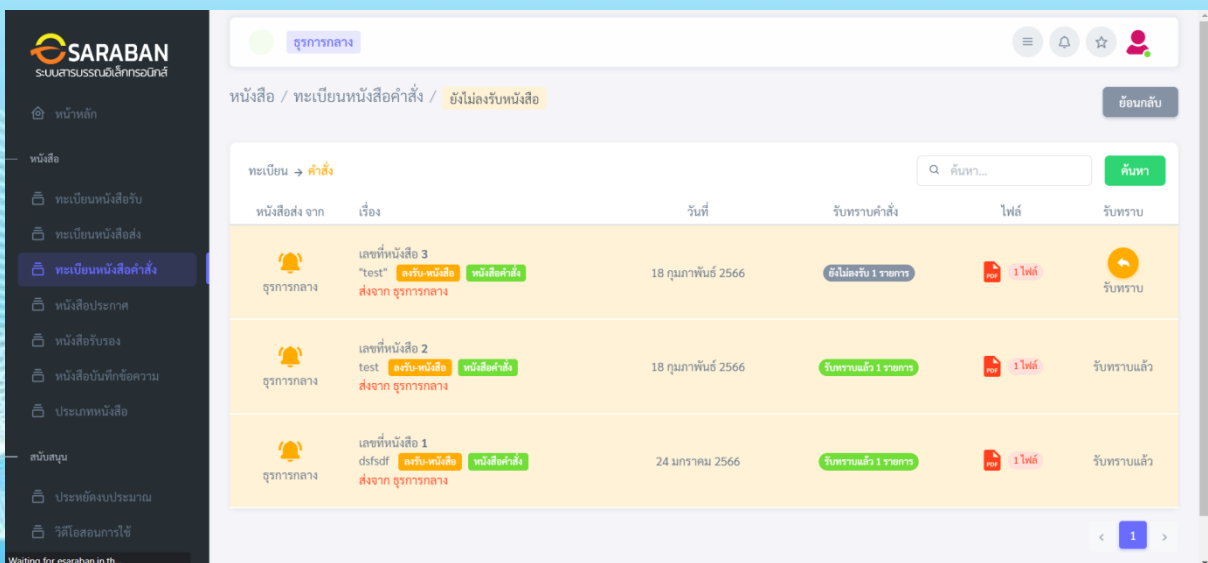 eSARABAN
ระบบสารบรรณอิเล็กทรอนิกส์
หน้าหลัก
หนังสือ
ทะเบียนหนังสือรับ
ทะเบียนหนังสือส่ง
ทะเบียนหนังสือคำสั่ง
หนังสือประกาศ
หนังสือรับรอง
หนังสือบันทึกข้อความ
ประเภทหนังสือ
สนับสนุน
ประหยัดงบประมาณ
วิดีโอสอนการใช้
Waiting for esaraban.in.th...
ธุรการกลาง
หนังสือ / ทะเบียนหนังสือคำสั่ง / ยังไม่ลงรับหนังสือ
ย้อนกลับ
ทะเบียน → คำสั่ง
ค้นหา...
ค้นหา
หนังสือส่ง จาก เรื่อง วันที่ รับทราบคำสั่ง ไฟล์ รับทราบ
เลขที่หนังสือ 3
"test" ลงรับ-หนังสือ หนังสือคำสั่ง 18 กุมภาพันธ์ 2566 ยังไม่ลงรับ 1 รายการ PDF 1 ไฟล์
ธุรการกลาง ส่งจาก ธุรการกลาง รับทราบ
เลขที่หนังสือ 2
test ลงรับ-หนังสือ หนังสือคำสั่ง 18 กุมภาพันธ์ 2566 รับทราบแล้ว 1 รายการ PDF 1 ไฟล์ รับทราบแล้ว
ธุรการกลาง ส่งจาก ธุรการกลาง
เลขที่หนังสือ 1
dsfsdf ลงรับ-หนังสือ หนังสือคำสั่ง 24 มกราคม 2566 รับทราบแล้ว 1 รายการ PDF 1 ไฟล์ รับทราบแล้ว
ธุรการกลาง ส่งจาก ธุรการกลาง
‹ 1 ›